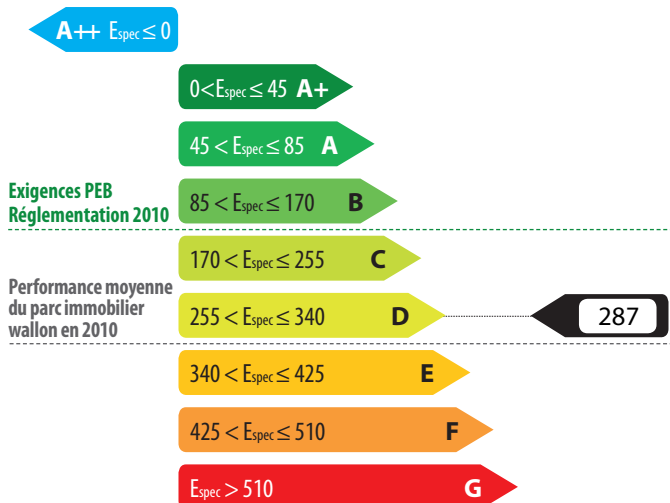 A++ Espec ≤ 0
0 < Espec ≤ 45 A+
45 < Espec ≤ 85 A
Exigences PEB
Réglementation 2010
85 < Espec ≤ 170 B
170 < Espec ≤ 255 C
Performance moyenne
du parc immobilier
wallon en 2010
255 < Espec ≤ 340 D
287
340 < Espec ≤ 425 E
425 < Espec ≤ 510 F
Espec > 510 G